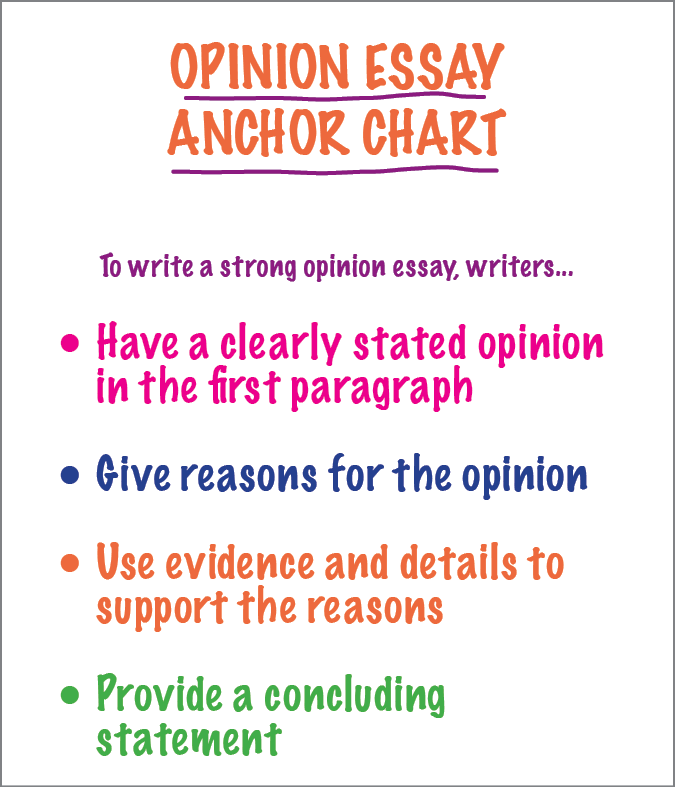 OPINION ESSAY
ANCHOR CHART
To write a strong opinion essay, writers...
• Have a clearly stated opinion
in the first paragraph
• Give reasons for the opinion
• Use evidence and details to
support the reasons
• Provide a concluding
statement